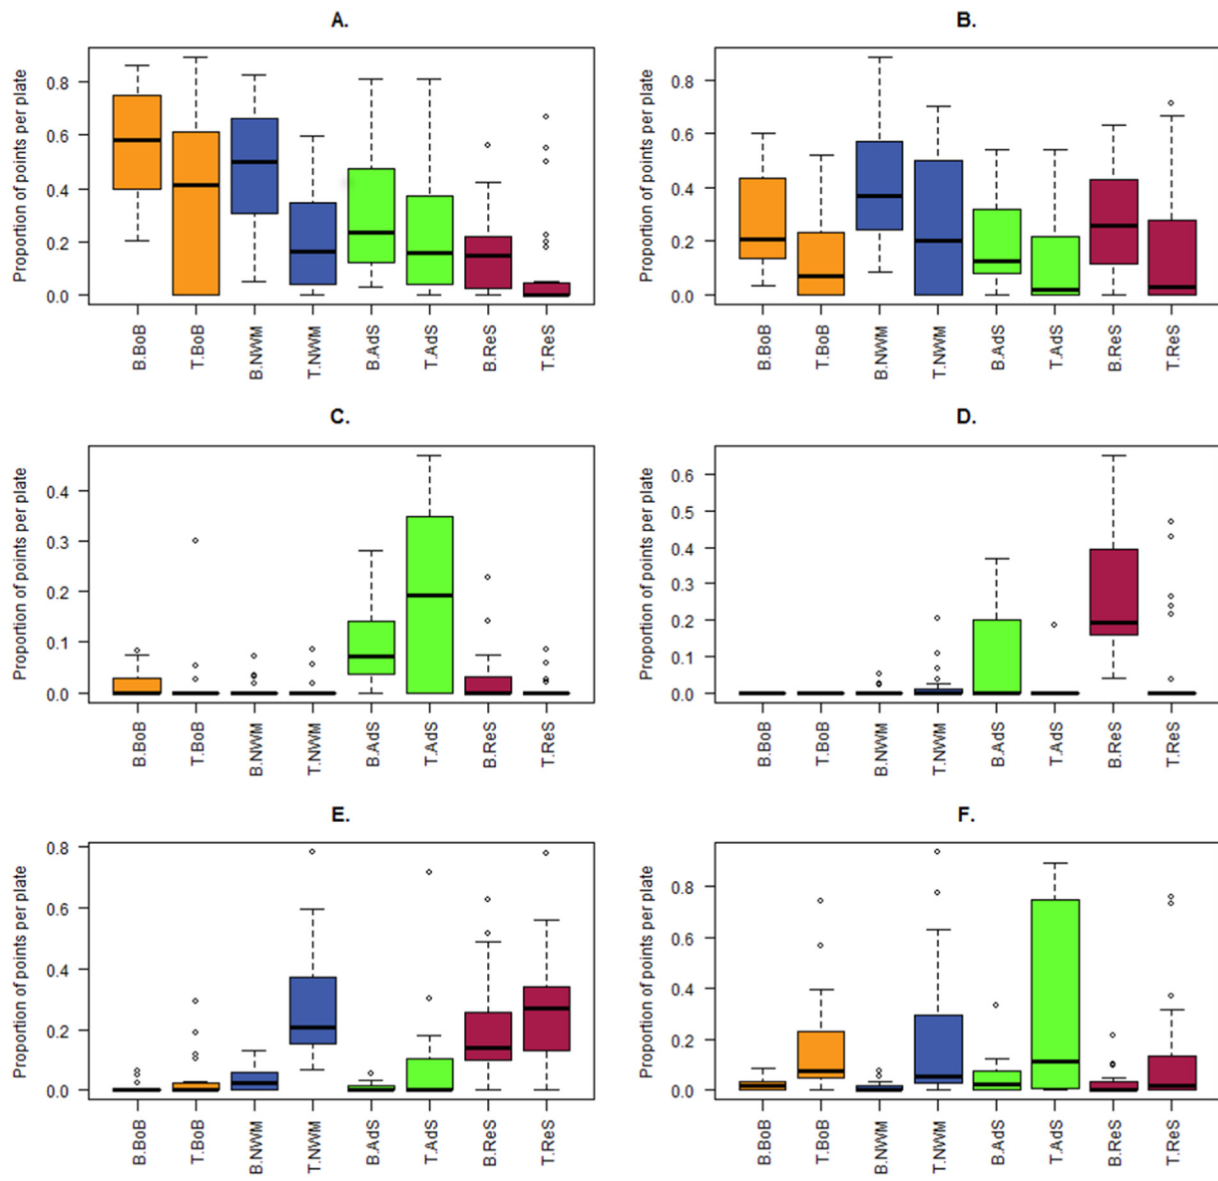 A.
Proportion of points per plate
0.8
0.6
0.4
0.2
0.0
B.BoB
T.BoB
B.NWM
T.NWM
B.AdS
T.AdS
B.ReS
T.ReS
B.
Proportion of points per plate
0.8
0.6
0.4
0.2
0.0
B.BoB
T.BoB
B.NWM
T.NWM
B.AdS
T.AdS
B.ReS
T.ReS
C.
Proportion of points per plate
0.4
0.3
0.2
0.1
0.0
B.BoB
T.BoB
B.NWM
T.NWM
B.AdS
T.AdS
B.ReS
T.ReS
D.
Proportion of points per plate
0.6
0.5
0.4
0.3
0.2
0.1
0.0
B.BoB
T.BoB
B.NWM
T.NWM
B.AdS
T.AdS
B.ReS
T.ReS
E.
Proportion of points per plate
0.8
0.6
0.4
0.2
0.0
B.BoB
T.BoB
B.NWM
T.NWM
B.AdS
T.AdS
B.ReS
T.ReS
F.
Proportion of points per plate
0.8
0.6
0.4
0.2
0.0
B.BoB
T.BoB
B.NWM
T.NWM
B.AdS
T.AdS
B.ReS
T.ReS